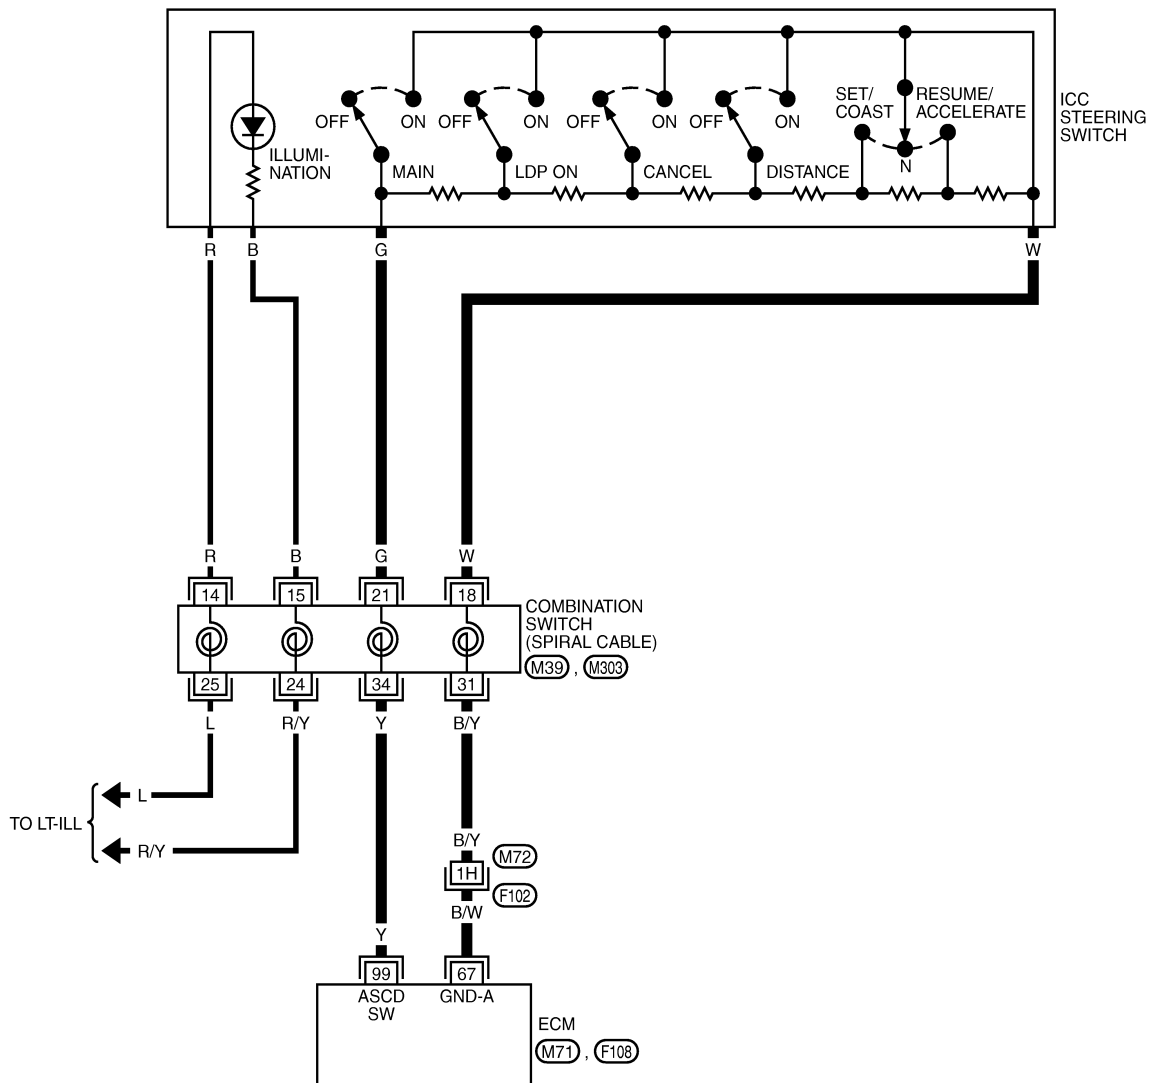 SET/
COAST
RESUME/
ACCELERATE
ICC
STEERING
SWITCH
OFF ON OFF ON OFF ON OFF ON
ILLUMI-
NATION
MAIN LDP ON CANCEL DISTANCE N
R B G W
R B G W
14 15 21 18
COMBINATION
SWITCH
(SPIRAL CABLE)
M39 , M303
25 24 34 31
L R/Y Y B/Y
TO LT-ILL
L
R/Y
B/Y
M72
1H
F102
B/W
Y
99 67
ASCD
SW
GND-A
ECM
M71 , F108